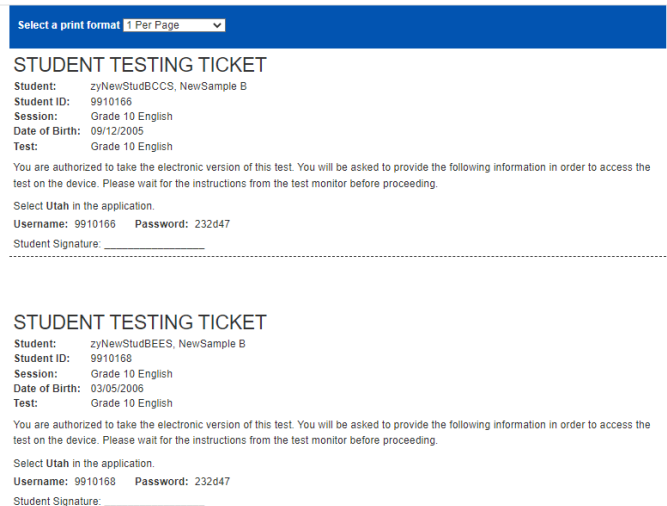 Select a print format 1 Per Page
STUDENT TESTING TICKET
Student: zyNewStudBCCS, NewSample B
Student ID: 9910166
Session: Grade 10 English
Date of Birth: 09/12/2005
Test: Grade 10 English
You are authorized to take the electronic version of this test. You will be asked to provide the following information in order to access the
test on the device. Please wait for the instructions from the test monitor before proceeding.
Select Utah in the application.
Username: 9910166 Password: 232d47
Student Signature: _________________
STUDENT TESTING TICKET
Student: zyNewStudBEES, NewSample B
Student ID: 9910168
Session: Grade 10 English
Date of Birth: 03/05/2006
Test: Grade 10 English
You are authorized to take the electronic version of this test. You will be asked to provide the following information in order to access the
test on the device. Please wait for the instructions from the test monitor before proceeding.
Select Utah in the application.
Username: 9910168 Password: 232d47
Student Signature: _________________